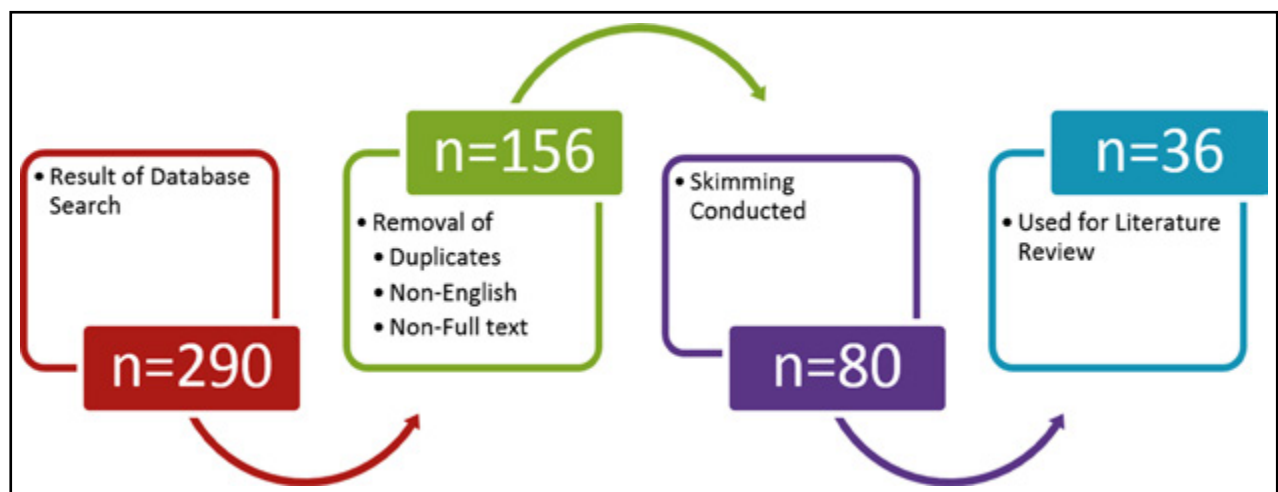 • Result of Database
Search
n=290
n=156
• Removal of
• Duplicates
• Non-English
• Non-Full text
• Skimming
Conducted
n=80
n=36
• Used for Literature
Review